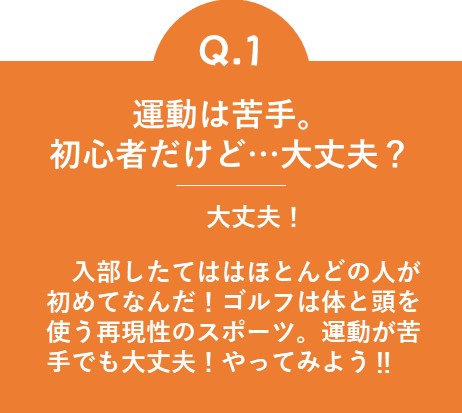 Q.1
運動は苦手。
初心者だけど…大丈夫？
大丈夫！
入部したてははほとんどの人が
初めてなんだ！ゴルフは体と頭を
使う再現性のスポーツ。運動が苦
手でも大丈夫！やってみよう‼